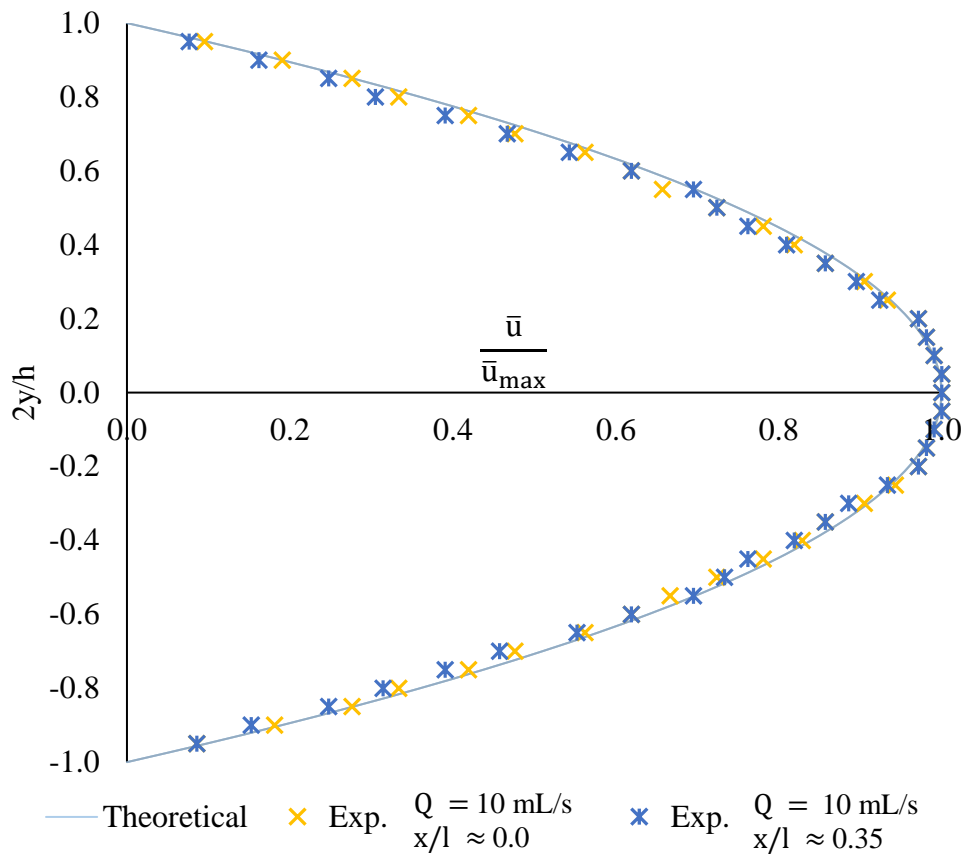 1.0
0.8
0.6
0.4
0.2
0.0
-0.2
-0.4
-0.6
-0.8
-1.0
2y/h
ū
ūmax
0.0 0.2 0.4 0.6 0.8 1.0
Theoretical
Exp. Q = 10 mL/s
x/l ≈ 0.0
Exp. Q = 10 mL/s
x/l ≈ 0.35